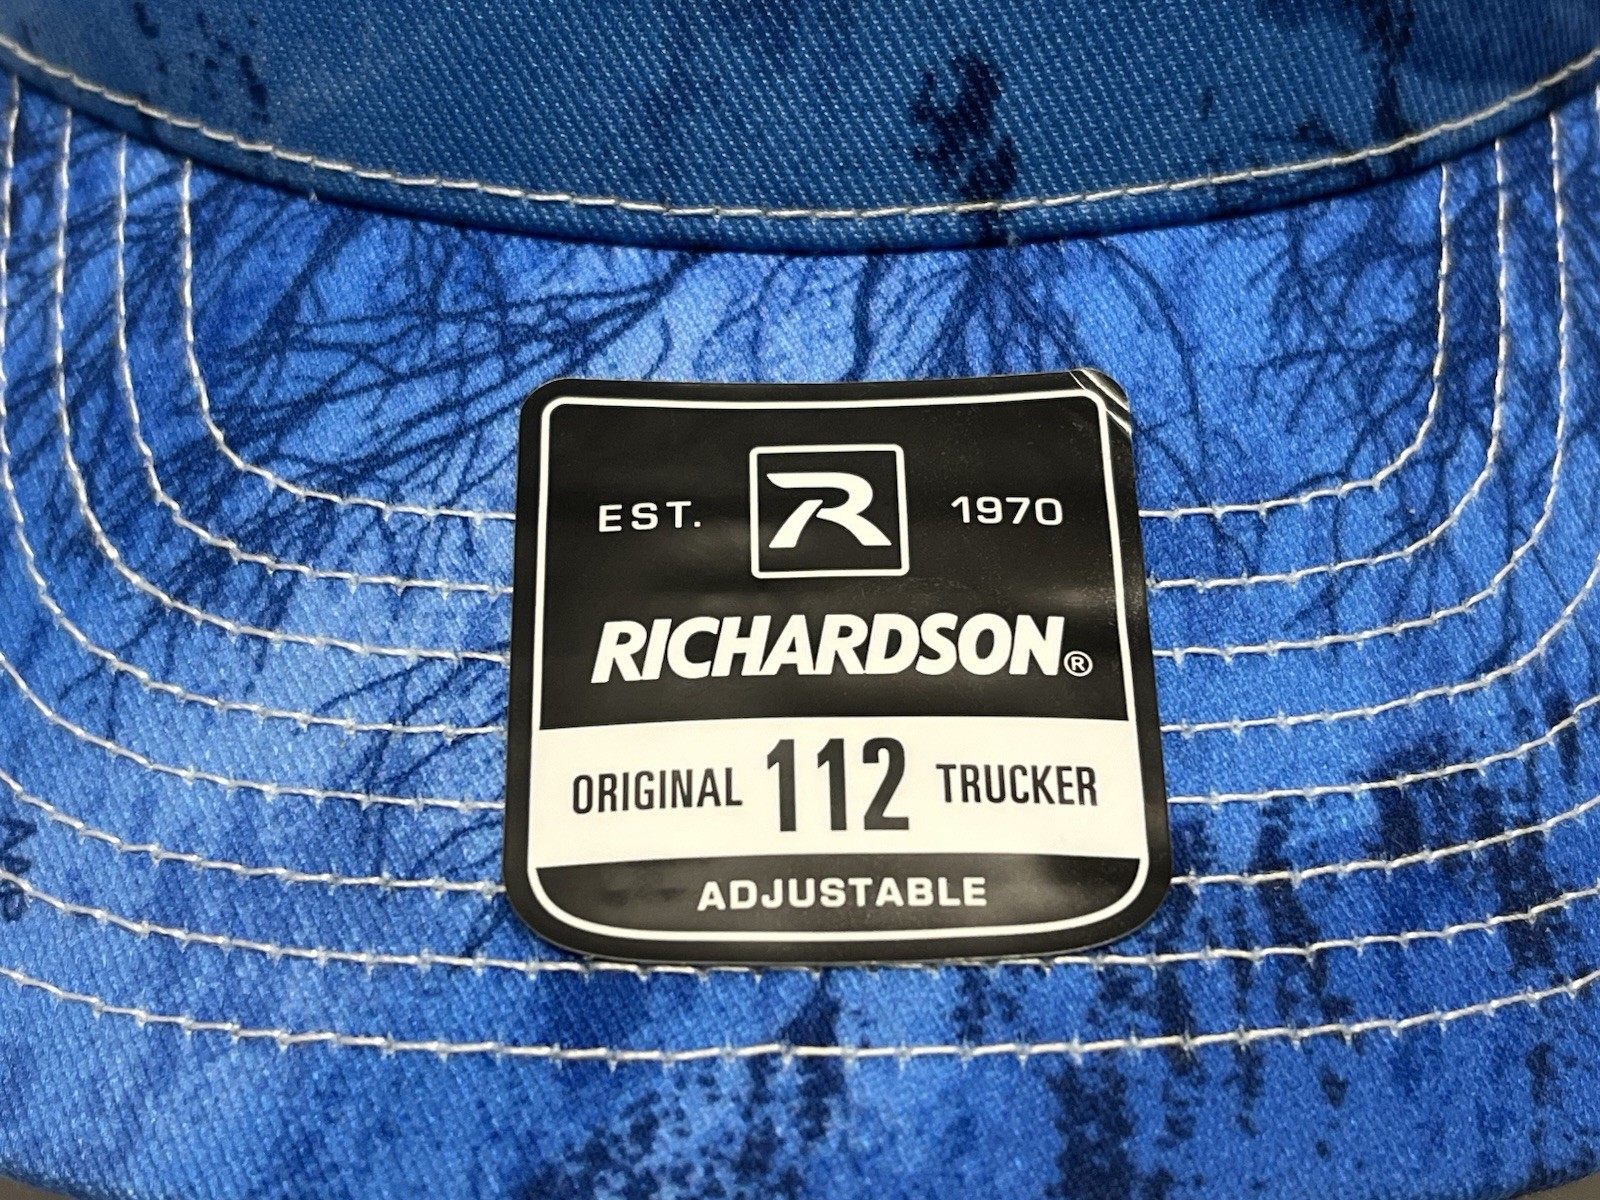 EST. R 1970
RICHARDSON®
ORIGINAL 112 TRUCKER
ADJUSTABLE